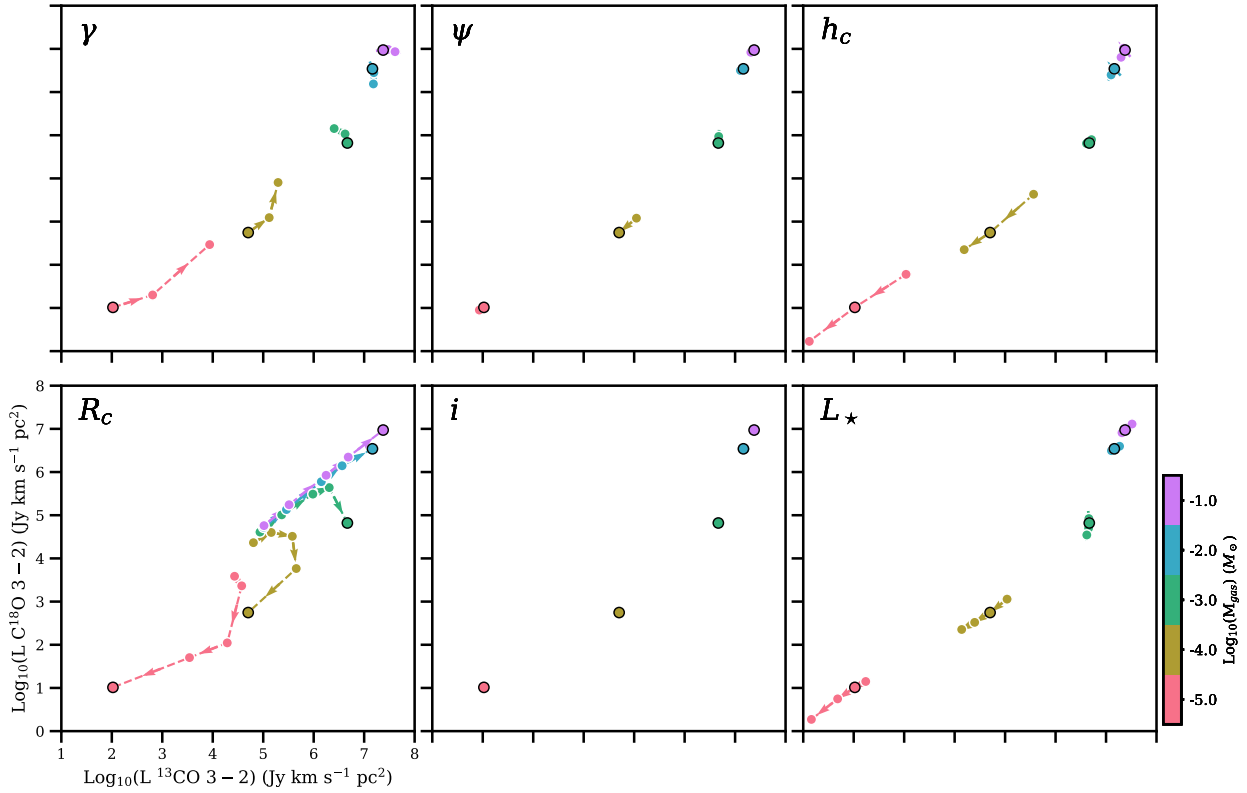 γ
ψ
h_c
R_c
i
L_⋆
8
7
6
5
4
3
2
1
0
Log₁₀(L C¹⁸O 3 − 2) (Jy km s⁻¹ pc²)
1 2 3 4 5 6 7 8
Log₁₀(L ¹³CO 3 − 2) (Jy km s⁻¹ pc²)
-1.0
-2.0
-3.0
-4.0
-5.0
Log₁₀(M_gas) (M_⊙)